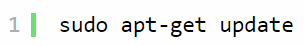 1 sudo apt-get update